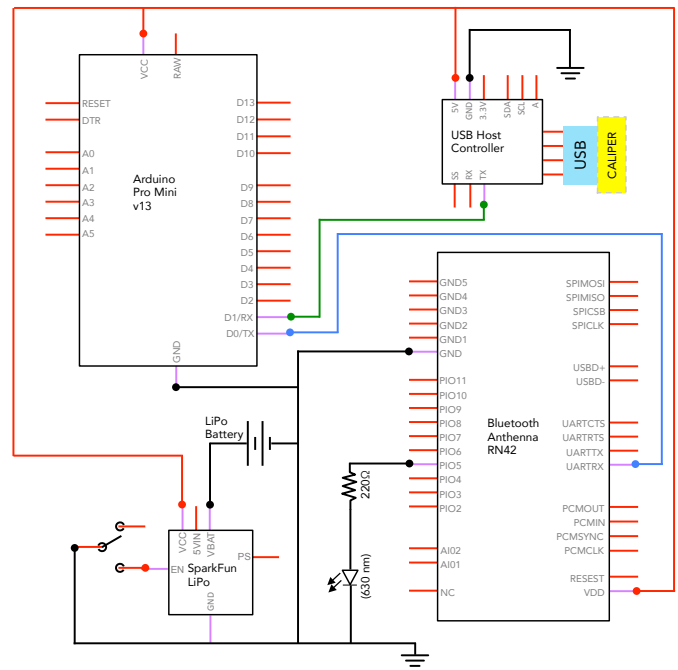 VCC
RAW
RESET
DTR
A0
A1
A2
A3
A4
A5
Arduino
Pro Mini
v13
D13
D12
D11
D10
D9
D8
D7
D6
D5
D4
D3
D2
D1/RX
D0/TX
GND
5V
GND
3.3V
SDA
SCL
A
USB Host
Controller
SS
RX
TX
USB
CALIPER
GND5
GND4
GND3
GND2
GND1
GND
PIO11
PIO10
PIO9
PIO8
PIO7
PIO6
PIO5
PIO4
PIO3
PIO2
AI02
AI01
NC
Bluetooth
Anthenna
RN42
SPIMOSI
SPIMISO
SPICSB
SPICLK
USBD+
USBD-
UARTCTS
UARTRTS
UARTTX
UARTRX
PCMOUT
PCMIN
PCMSYNC
PCMCLK
RESEST
VDD
LiPo
Battery
220Ω
(630 nm)
VCC
5VIN
VBAT
PS
EN
SparkFun
LiPo
GND